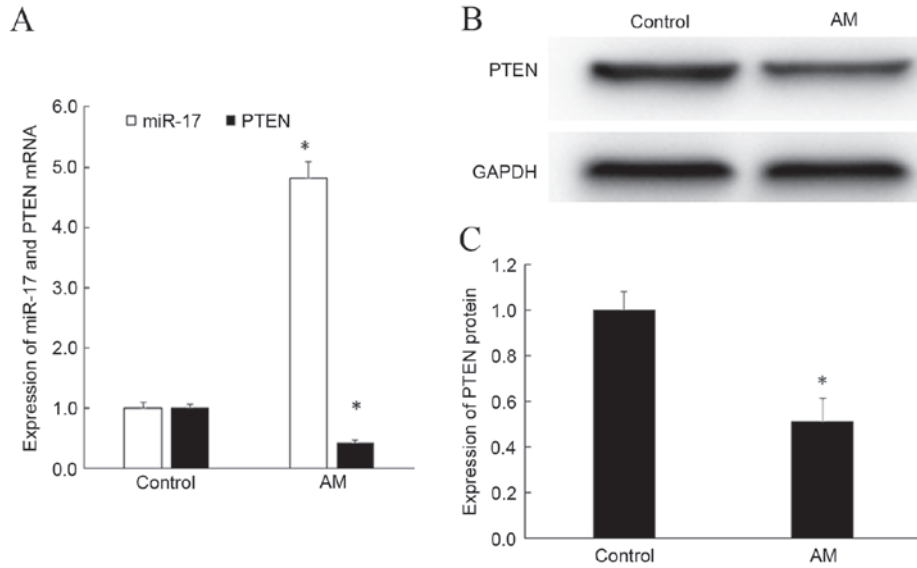 A
Expression of miR-17 and PTEN mRNA
6.0
5.0
4.0
3.0
2.0
1.0
0.0
miR-17 PTEN
*
*
Control AM
B
Control AM
PTEN
GAPDH
C
Expression of PTEN protein
1.2
1.0
0.8
0.6
0.4
0.2
0.0
*
Control AM